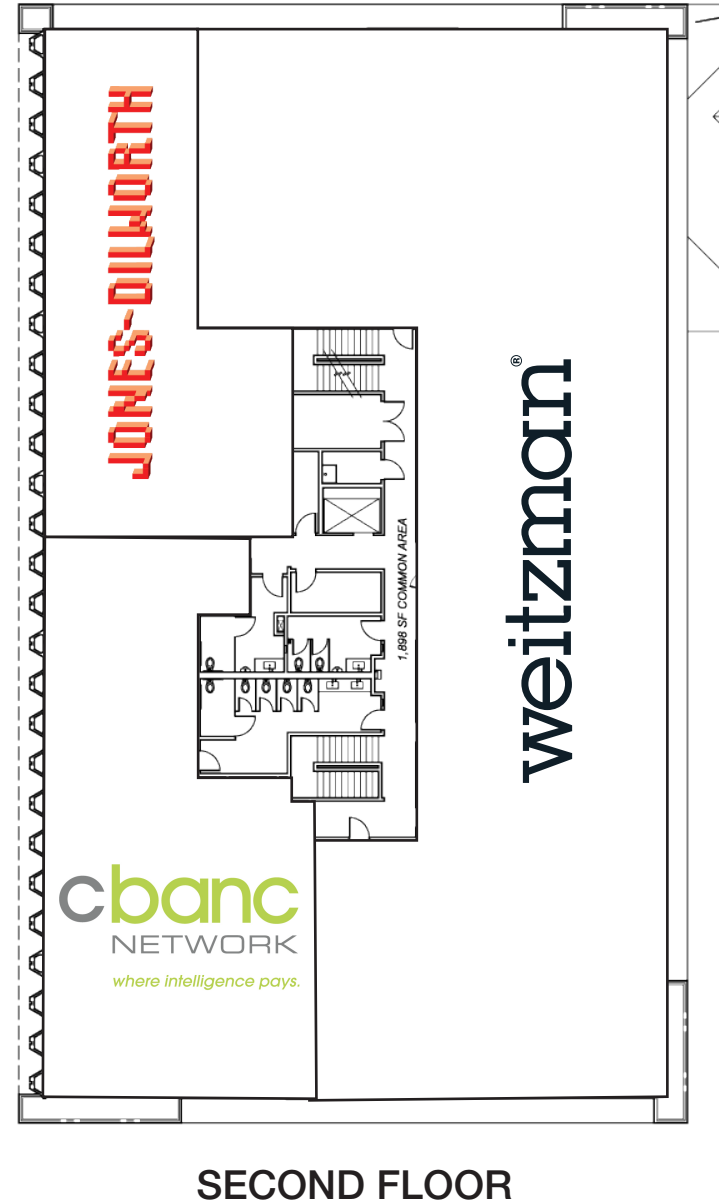 JONES-DILWORTH
weitzman®
1,898 SF COMMON AREA
cbanc
NETWORK
where intelligence pays.
SECOND FLOOR